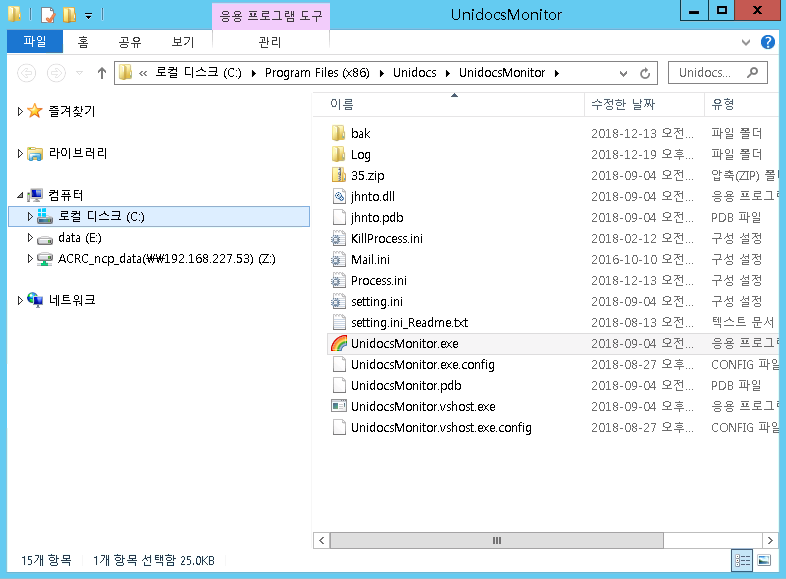 응용 프로그램 도구
UnidocsMonitor
파일 홈 공유 보기 관리
« 로컬 디스크 (C:) ▸ Program Files (x86) ▸ Unidocs ▸ UnidocsMonitor ▸ Unidocs...
이름 수정한 날짜 유형
즐겨찾기
라이브러리
컴퓨터
로컬 디스크 (C:)
data (E:)
ACRC_ncp_data(₩₩192.168.227.53) (Z:)
네트워크
bak 2018-12-13 오전... 파일 폴더
Log 2018-12-19 오후... 파일 폴더
35.zip 2018-09-04 오전... 압축(ZIP) 폴
jhnto.dll 2018-09-04 오전... 응용 프로그
jhnto.pdb 2018-09-04 오전... PDB 파일
KillProcess.ini 2018-02-12 오전... 구성 설정
Mail.ini 2016-10-10 오전... 구성 설정
Process.ini 2018-12-13 오전... 구성 설정
setting.ini 2018-09-04 오전... 구성 설정
setting.ini_Readme.txt 2018-08-13 오전... 텍스트 문서
UnidocsMonitor.exe 2018-09-04 오전... 응용 프로그
UnidocsMonitor.exe.config 2018-08-27 오후... CONFIG 파일
UnidocsMonitor.pdb 2018-09-04 오전... PDB 파일
UnidocsMonitor.vshost.exe 2018-09-04 오전... 응용 프로그
UnidocsMonitor.vshost.exe.config 2018-08-27 오후... CONFIG 파일
15개 항목 1개 항목 선택함 25.0KB